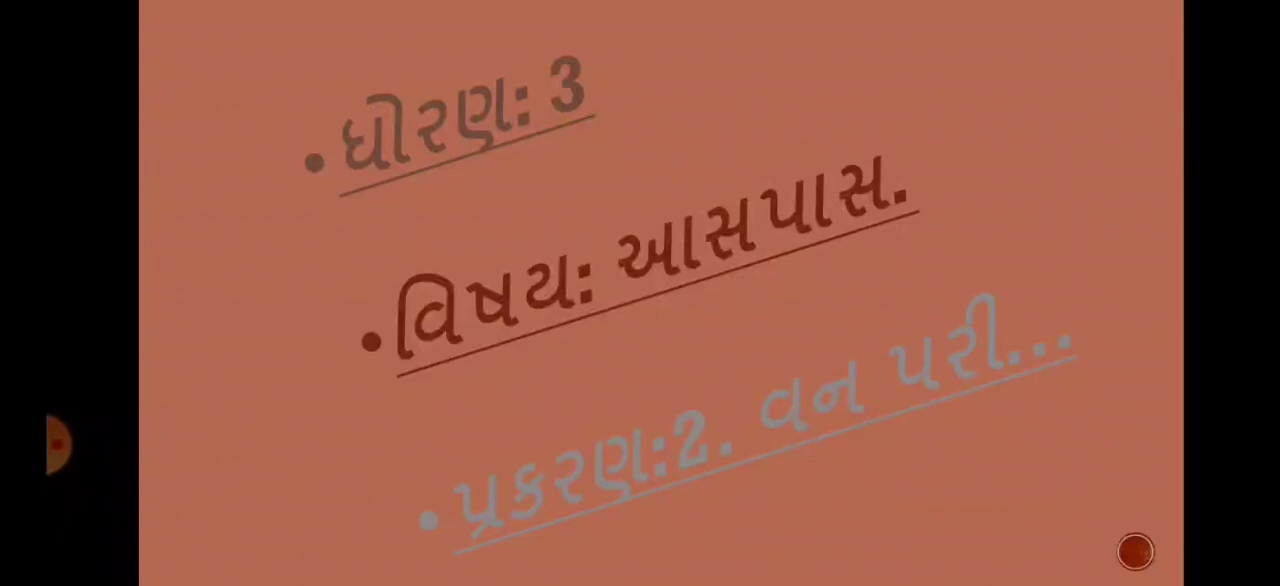 • ધોરણ: 3
• વિષય: આસપાસ.
• પ્રકરણ:2. વન પરી...